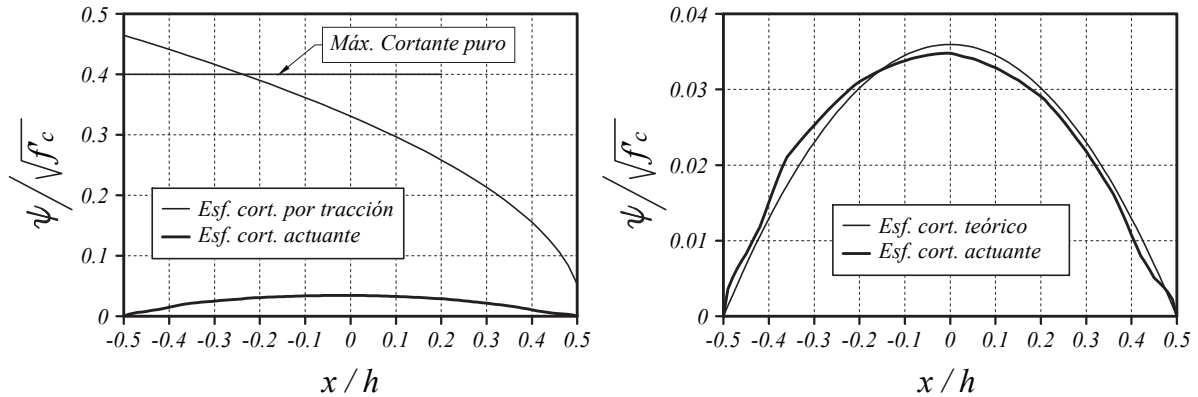 0.5
0.4
0.3
0.2
0.1
0
ψ/√f'c
Máx. Cortante puro
Esf. cort. por tracción
Esf. cort. actuante
-0.5 -0.4 -0.3 -0.2 -0.1 0 0.1 0.2 0.3 0.4 0.5
x / h
0.04
0.03
0.02
0.01
0
ψ/√f'c
Esf. cort. teórico
Esf. cort. actuante
-0.5 -0.4 -0.3 -0.2 -0.1 0 0.1 0.2 0.3 0.4 0.5
x / h